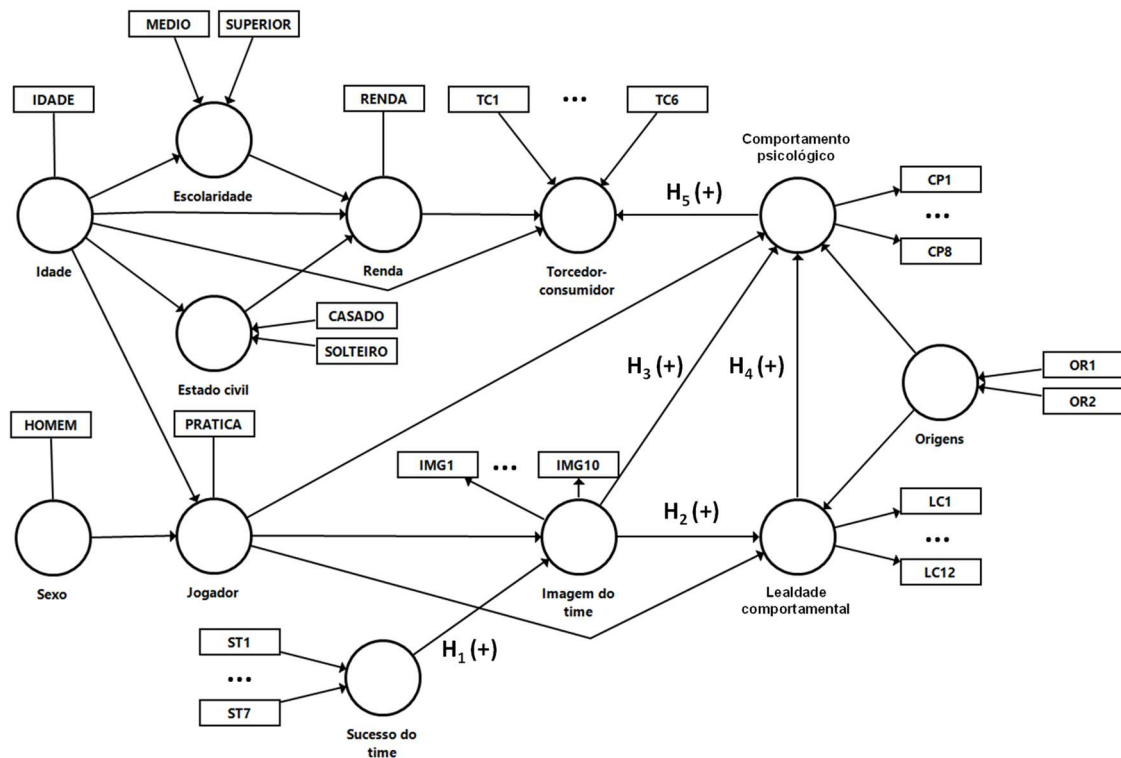 MEDIO
SUPERIOR
IDADE
RENDA
TC1
...
TC6
Comportamento
psicológico
CP1
...
CP8
Escolaridade
H5 (+)
Idade
Renda
Torcedor-
consumidor
CASADO
SOLTEIRO
Estado civil
H3 (+)
H4 (+)
OR1
OR2
Origens
HOMEM
PRATICA
IMG1
...
IMG10
H2 (+)
LC1
...
LC12
Sexo
Jogador
Imagem do
time
Lealdade
comportamental
H1 (+)
ST1
...
ST7
Sucesso do
time